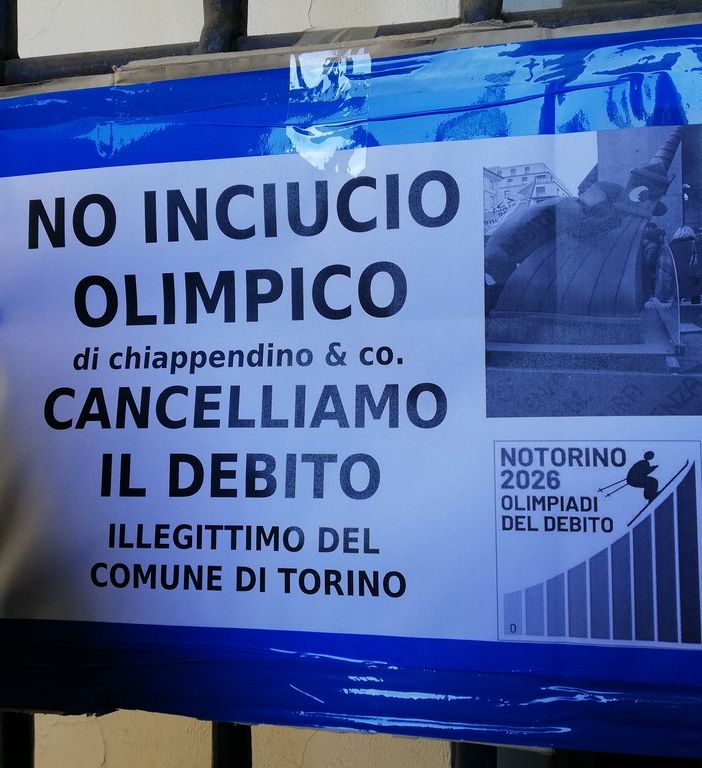 NO INCIUCIO
OLIMPICO
di chiappendino & co.
CANCELLIAMO
IL DEBITO
ILLEGITTIMO DEL
COMUNE DI TORINO
NOTORINO
2026
OLIMPIADI
DEL DEBITO
0